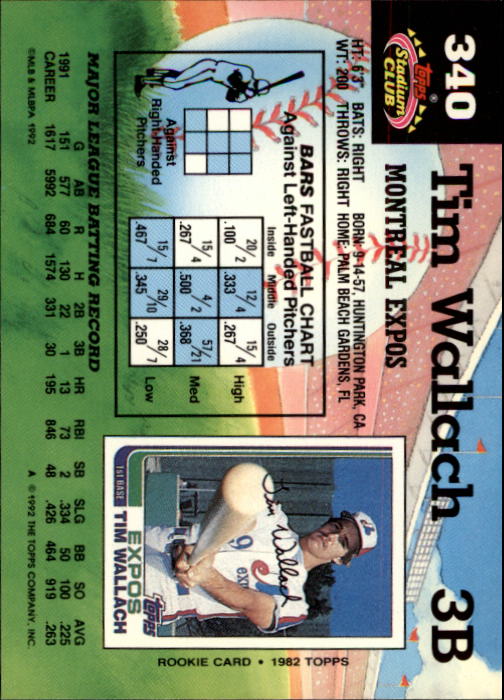 340
Topps®
Stadium
CLUB
Tim Wallach 3B
MONTREAL EXPOS
HT: 6'3" BATS: RIGHT BORN: 9-14-57, HUNTINGTON PARK, CA
WT: 200 THROWS: RIGHT HOME: PALM BEACH GARDENS, FL
BARS FASTBALL CHART
Against Left-Handed Pitchers
Inside Middle Outside
20/2 12/4 15/4
.100 .333 .267 High
15/4 4/2 57/21
.267 .500 .368 Med
15/7 29/10 28/7
.467 .345 .250 Low
Against
Right-Handed
Pitchers
Tim Wallach
9
expos
1st BASE
EXPOS
TIM WALLACH
Topps
ROOKIE CARD • 1982 TOPPS
MAJOR LEAGUE BATTING RECORD
G AB R H 2B 3B HR RBI SB SLG BB SO AVG
1991 151 577 60 130 22 1 13 73 2 .334 50 100 .225
CAREER 1617 5992 684 1574 331 30 195 846 48 .426 464 919 .263
©MLB & MLBPA 1992
A ©1992 THE TOPPS COMPANY, INC.